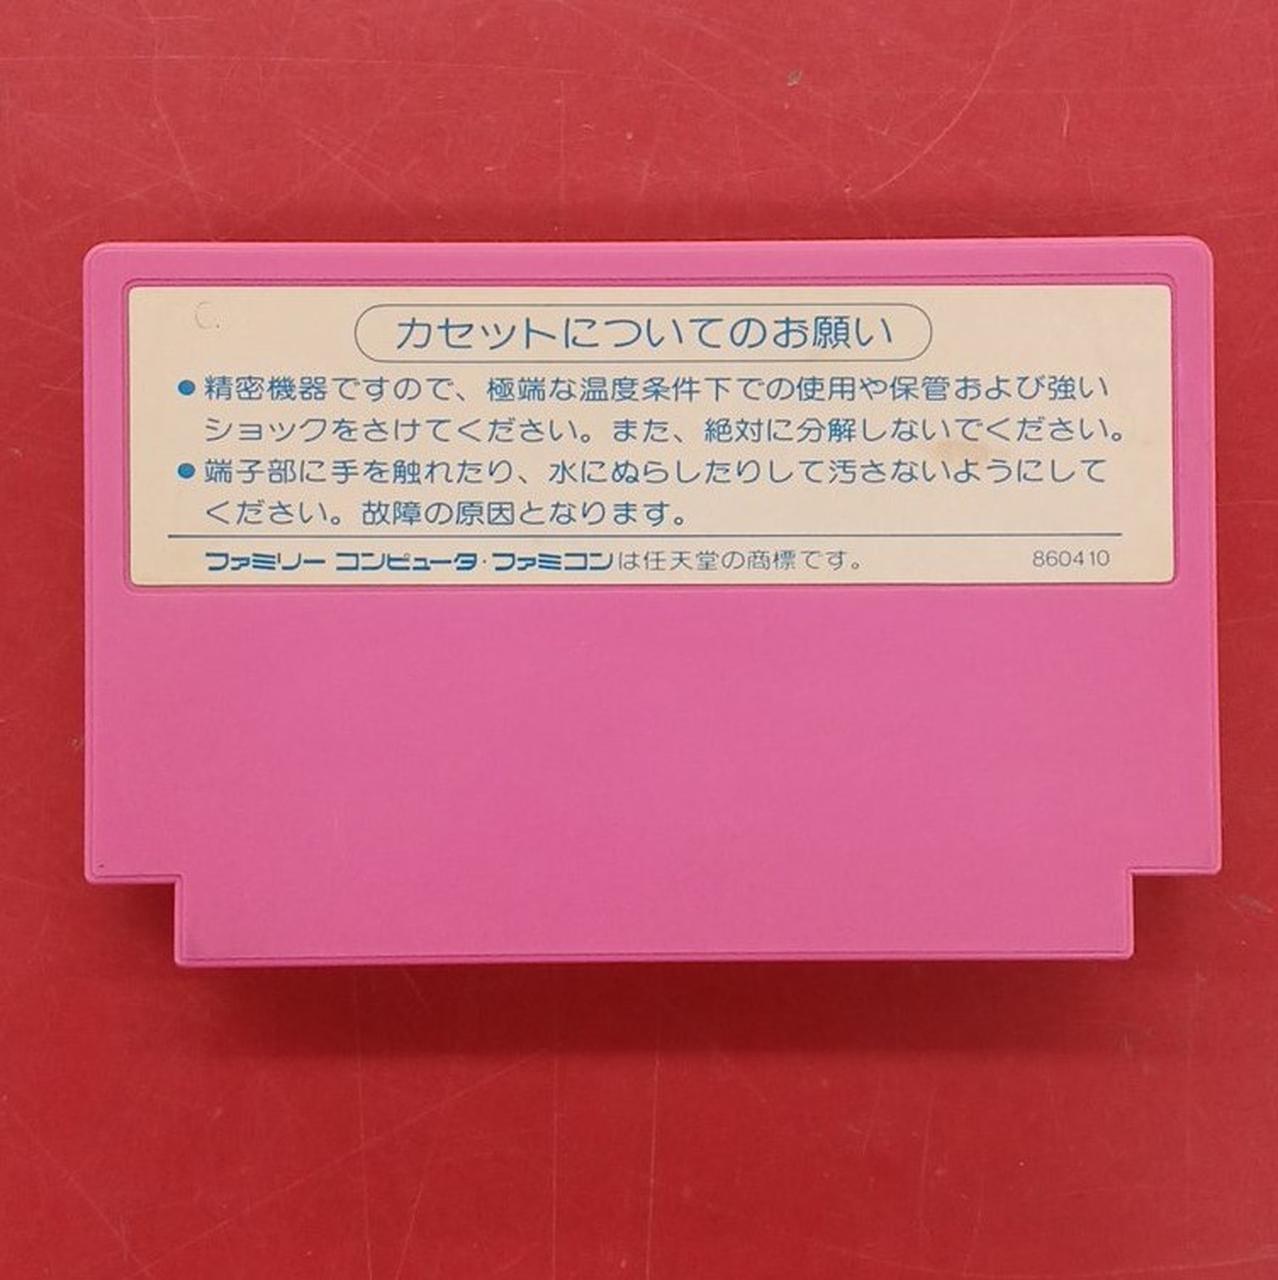 カセットについてのお願い
●精密機器ですので、極端な温度条件下での使用や保管および強い
ショックをさけてください。また、絶対に分解しないでください。
●端子部に手を触れたり、水にぬらしたりして汚さないようにして
ください。故障の原因となります。
ファミリー コンピュータ・ファミコンは任天堂の商標です。 860410